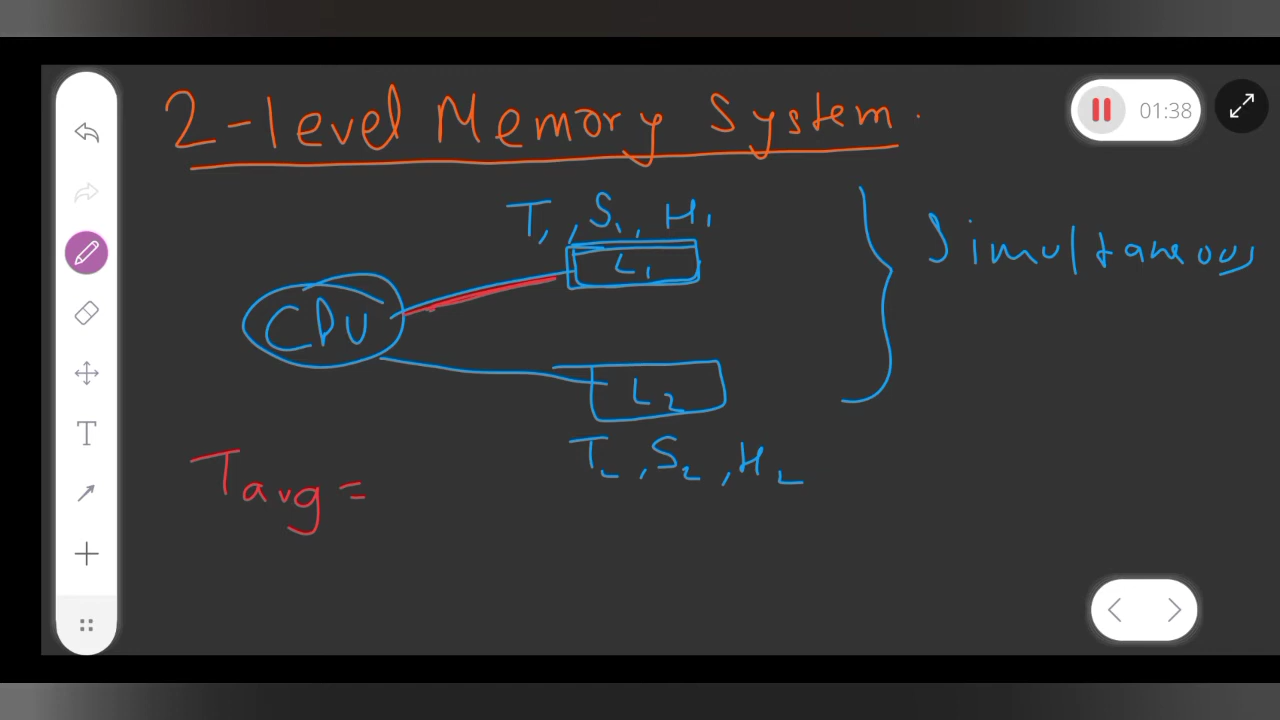 2-level Memory System.
01:38
T₁, S₁, H₁
L₁
Simultaneous
CPU
L₂
T₂, S₂, H₂
Tavg =
T